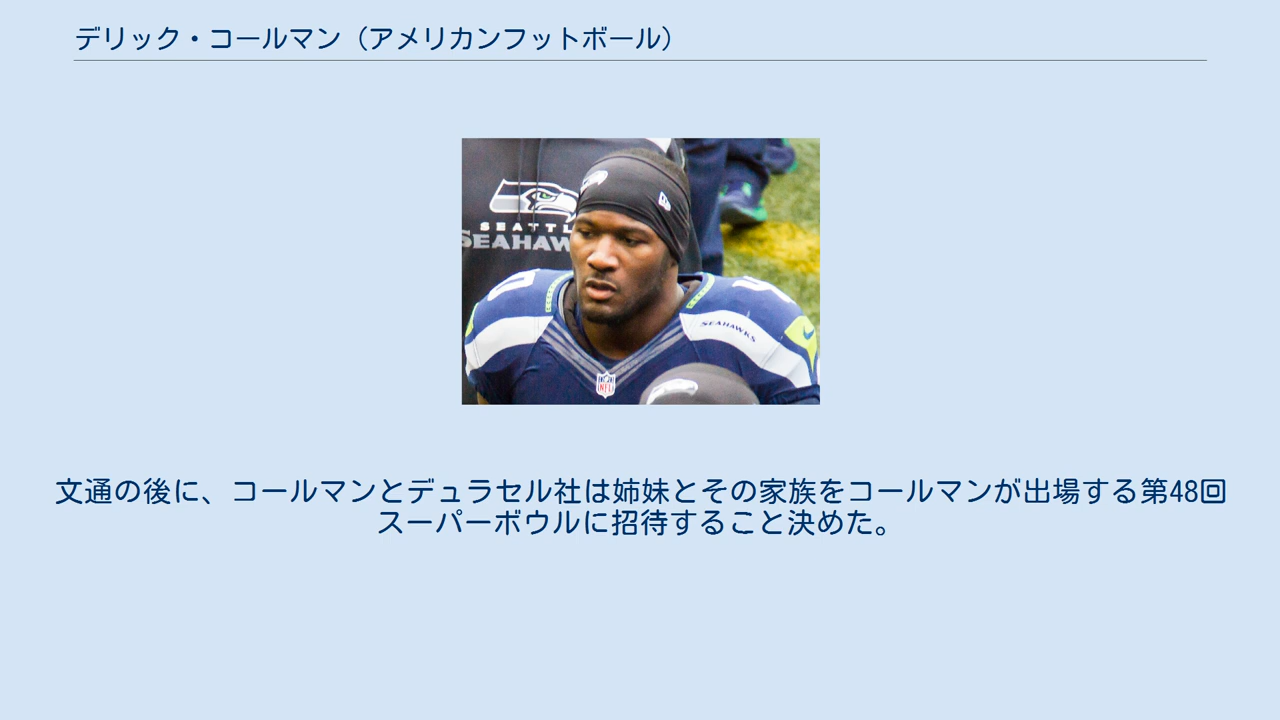 デリック・コールマン（アメリカンフットボール）
SEATTL
SEAHAW
SEAHAWKS
NFL
文通の後に、コールマンとデュラセル社は姉妹とその家族をコールマンが出場する第48回
スーパーボウルに招待すること決めた。